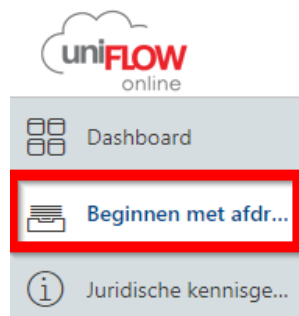 uniFLOW
online
Dashboard
Beginnen met afdr...
Juridische kennisge...